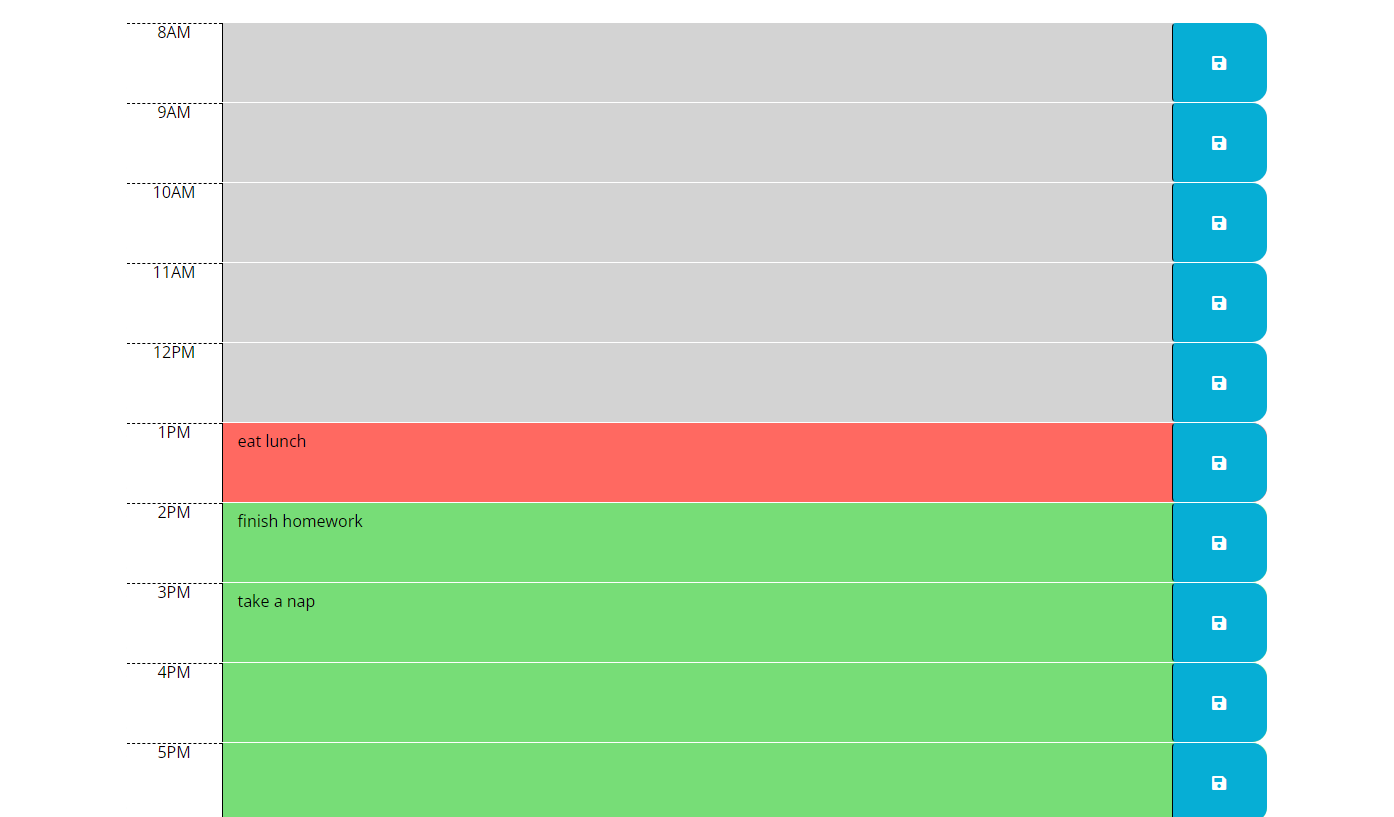 8AM
9AM
10AM
11AM
12PM
1PM
eat lunch
2PM
finish homework
3PM
take a nap
4PM
5PM